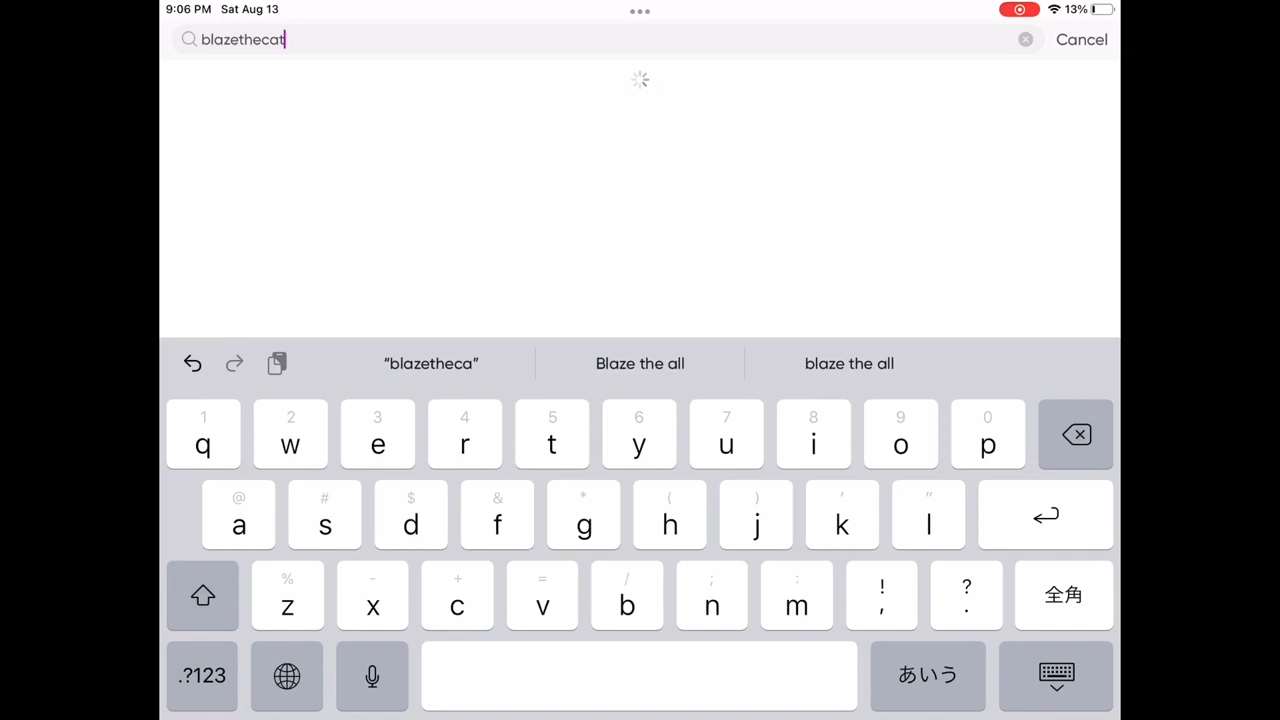 9:06 PM Sat Aug 13
13%
blazethecat
Cancel
“blazetheca” Blaze the all blaze the all
1 2 3 4 5 6 7 8 9 0
q w e r t y u i o p
@ # $ & * ( ) ' "
a s d f g h j k l
% - + = / ; : ! ?
z x c v b n m , . 全角
.?123 あいう